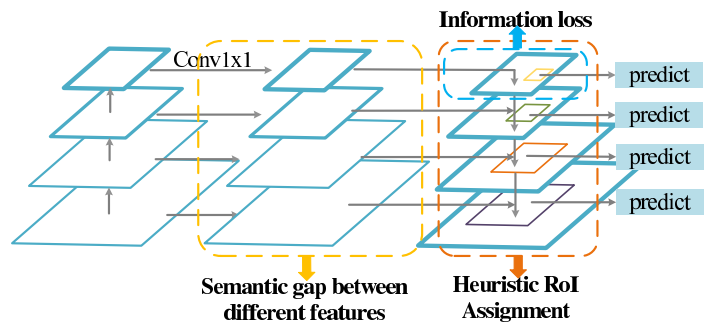 Information loss
Conv1x1
predict
predict
predict
predict
Semantic gap between
different features
Heuristic RoI
Assignment